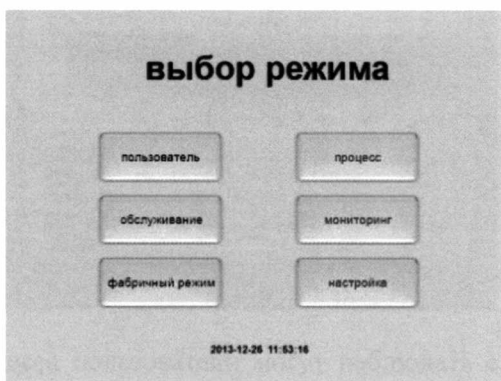 выбор режима
пользователь процесс
обслуживание мониторинг
фабричный режим настройка
2013-12-26 11:53:16